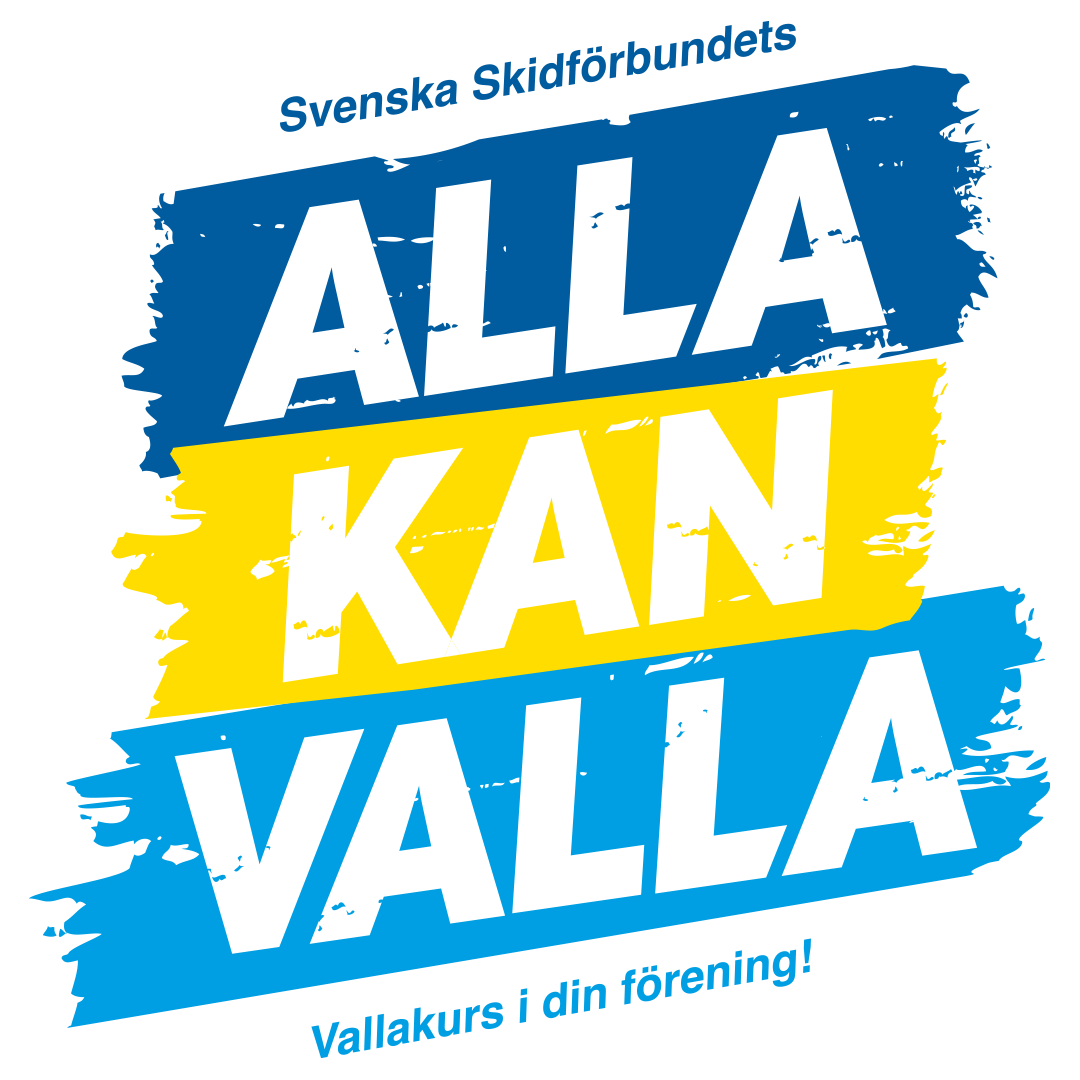 Svenska Skidförbundets
ALLA
KAN
VALLA
Vallakurs i din förening!